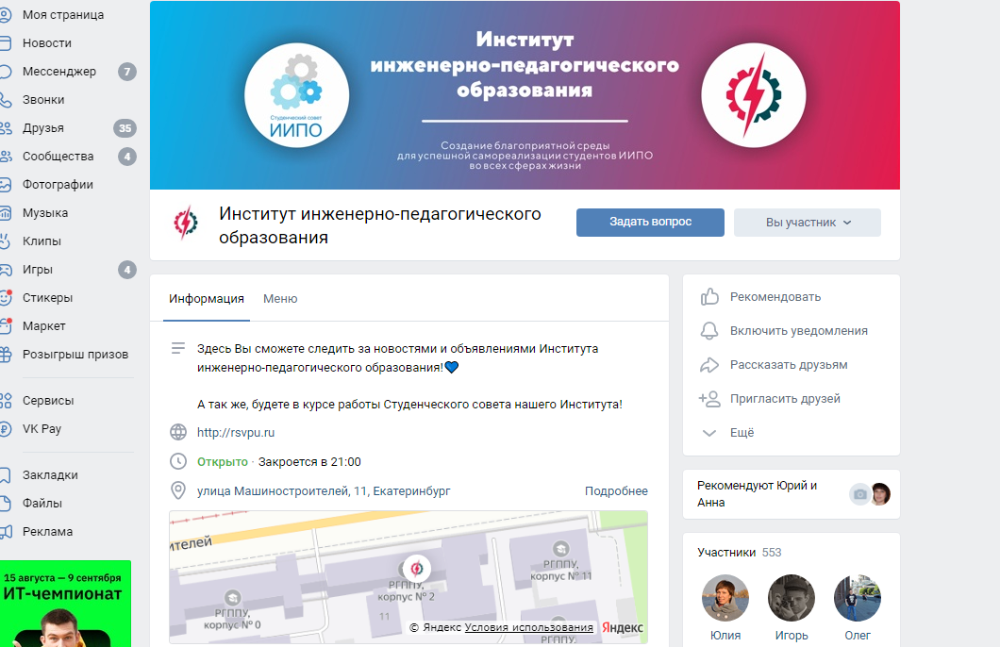 Моя страница
Новости
Мессенджер 7
Звонки
Друзья 35
Сообщества 4
Фотографии
Музыка
Клипы
Игры 4
Стикеры
Маркет
Розыгрыш призов
Сервисы
VK Pay
Закладки
Файлы
Реклама
15 августа — 9 сентября
ИТ-чемпионат
Студенческий совет
ИИПО
Институт
инженерно-педагогического
образования
Создание благоприятной среды
для успешной самореализации студентов ИИПО
во всех сферах жизни
Институт инженерно-педагогического
образования
Задать вопрос
Вы участник
Информация Меню
Здесь Вы сможете следить за новостями и объявлениями Института
инженерно-педагогического образования!💙
А так же, будете в курсе работы Студенческого совета нашего Института!
http://rsvpu.ru
Открыто · Закроется в 21:00
улица Машиностроителей, 11, Екатеринбург Подробнее
ителей
РГППУ,
корпус № 11
РГППУ,
корпус № 2
РГППУ,
корпус № 0
11
РГППУ,
© Яндекс Условия использования Яндекс
Рекомендовать
Включить уведомления
Рассказать друзьям
Пригласить друзей
Ещё
Рекомендуют Юрий и
Анна
Участники 553
Юлия Игорь Олег